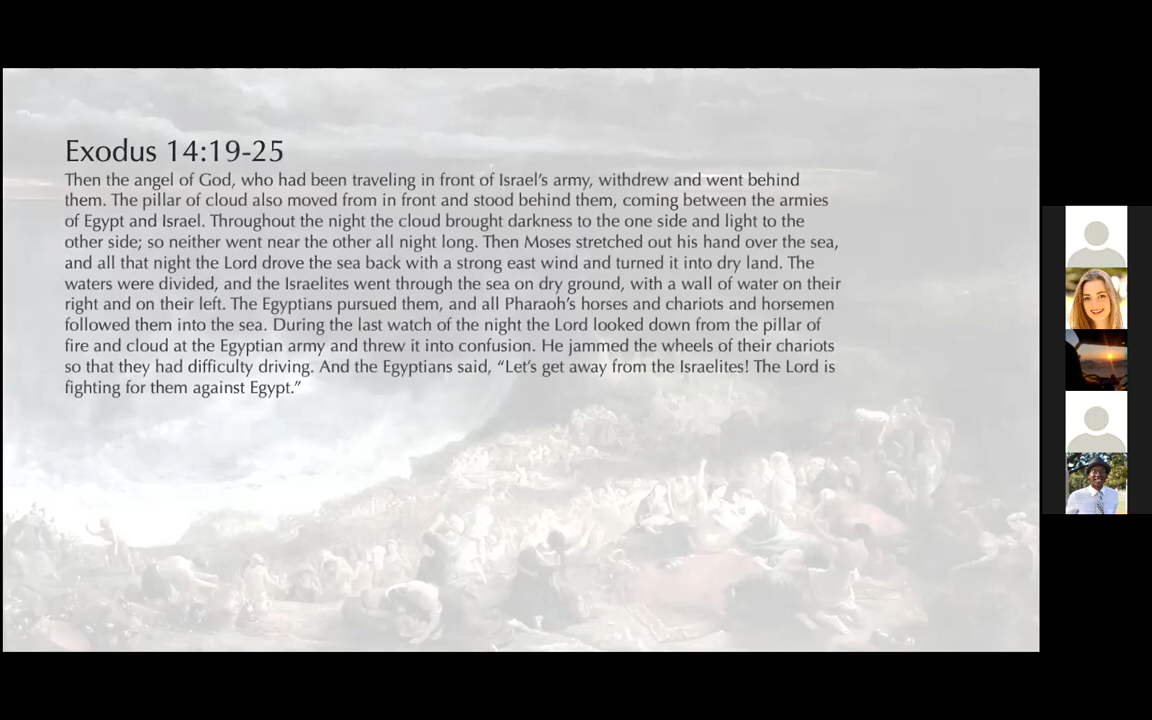 Exodus 14:19-25
Then the angel of God, who had been traveling in front of Israel’s army, withdrew and went behind
them. The pillar of cloud also moved from in front and stood behind them, coming between the armies
of Egypt and Israel. Throughout the night the cloud brought darkness to the one side and light to the
other side; so neither went near the other all night long. Then Moses stretched out his hand over the sea,
and all that night the Lord drove the sea back with a strong east wind and turned it into dry land. The
waters were divided, and the Israelites went through the sea on dry ground, with a wall of water on their
right and on their left. The Egyptians pursued them, and all Pharaoh’s horses and chariots and horsemen
followed them into the sea. During the last watch of the night the Lord looked down from the pillar of
fire and cloud at the Egyptian army and threw it into confusion. He jammed the wheels of their chariots
so that they had difficulty driving. And the Egyptians said, “Let’s get away from the Israelites! The Lord is
fighting for them against Egypt.”